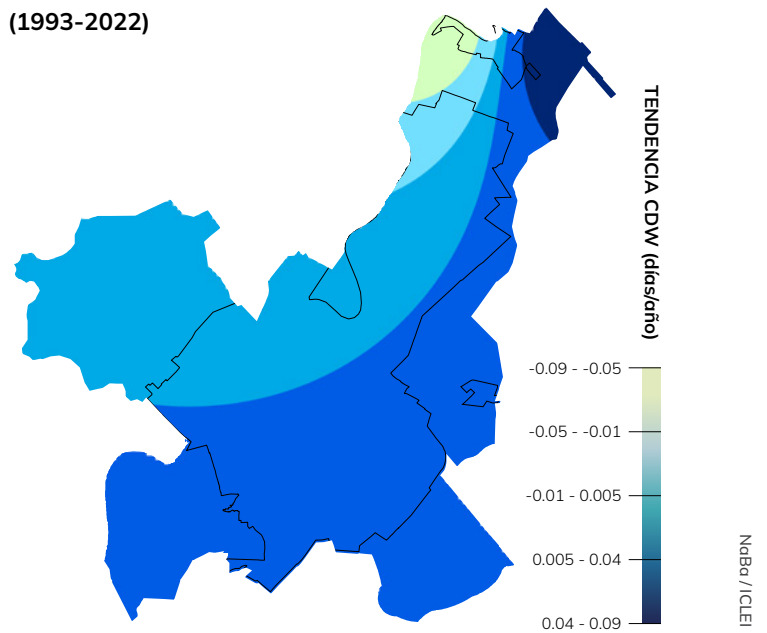 (1993-2022)
TENDENCIA CDW (días/año)
-0.09 - -0.05
-0.05 - -0.01
-0.01 - 0.005
0.005 - 0.04
0.04 - 0.09
NaBa / ICLEI